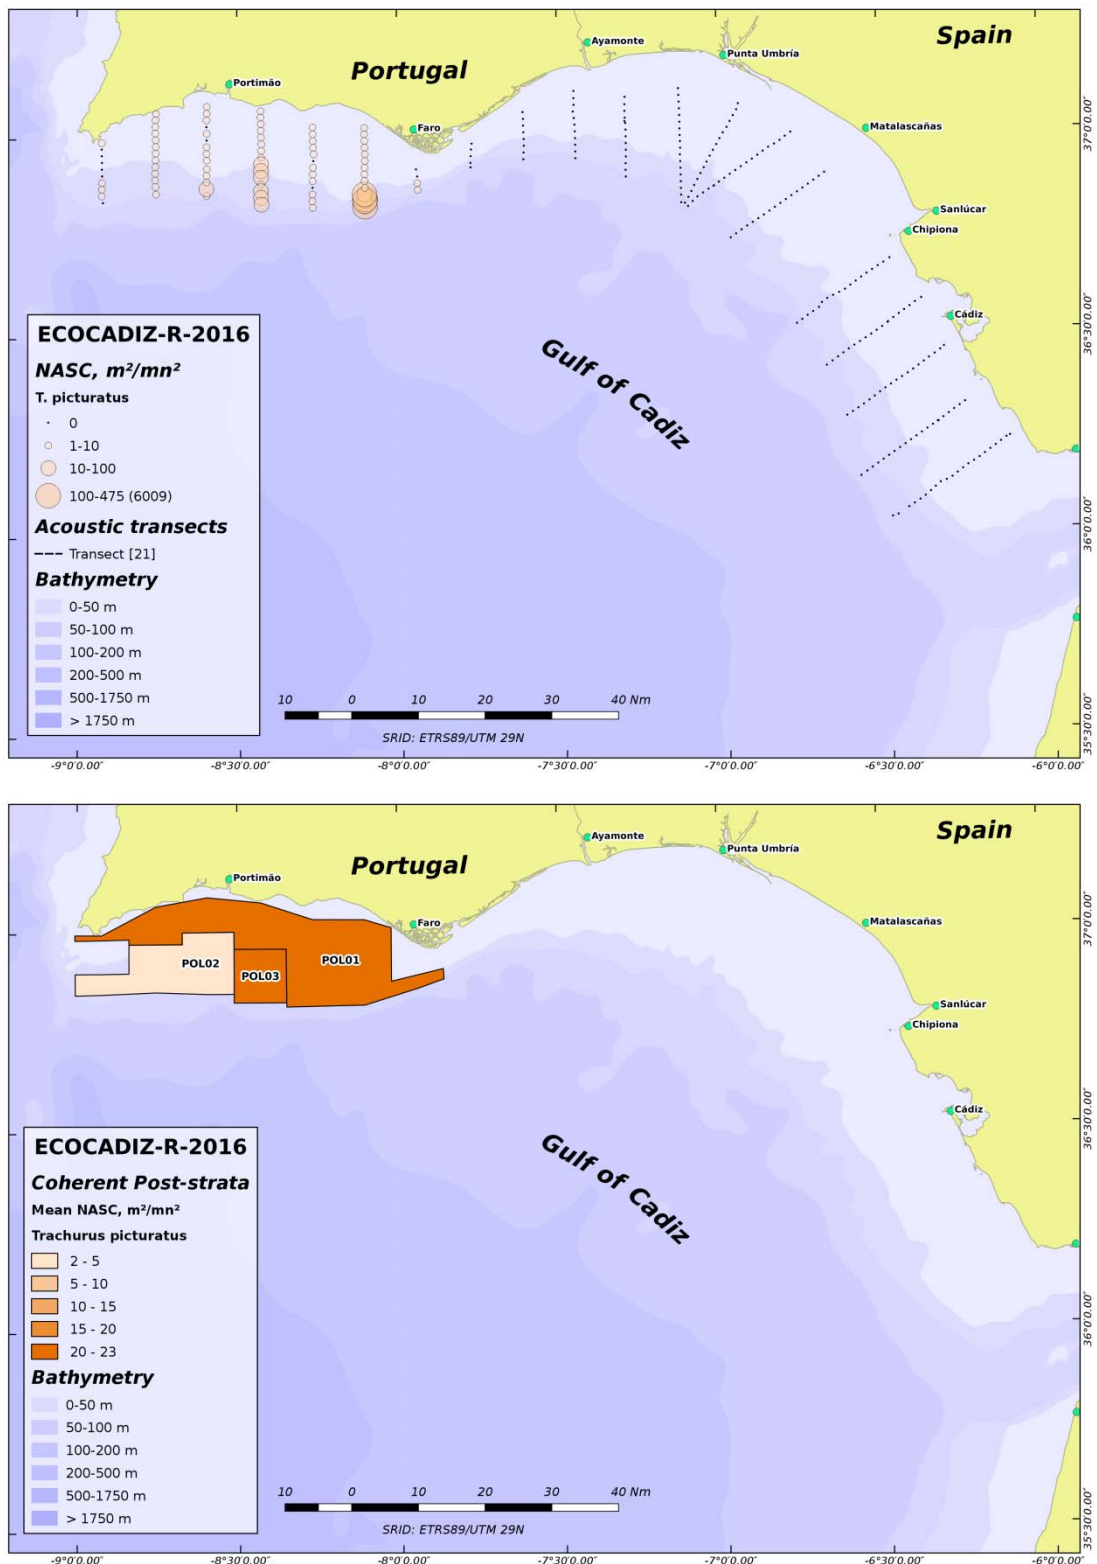 Spain
Portugal
Ayamonte
Punta Umbría
Portimão
Faro
Matalascañas
Sanlúcar
Chipiona
Cádiz
Gulf of Cadiz
37°0'0.00"
36°30'0.00"
36°0'0.00"
35°30'0.00"
ECOCADIZ-R-2016
NASC, m²/mn²
T. picturatus
0
1-10
10-100
100-475 (6009)
Acoustic transects
Transect [21]
Bathymetry
0-50 m
50-100 m
100-200 m
200-500 m
500-1750 m
> 1750 m
10 0 10 20 30 40 Nm
SRID: ETRS89/UTM 29N
-9°0'0.00" -8°30'0.00" -8°0'0.00" -7°30'0.00" -7°0'0.00" -6°30'0.00" -6°0'0.00"
Spain
Portugal
Ayamonte
Punta Umbría
Portimão
Faro
Matalascañas
POL02
POL03
POL01
Sanlúcar
Chipiona
Cádiz
Gulf of Cadiz
37°0'0.00"
36°30'0.00"
36°0'0.00"
35°30'0.00"
ECOCADIZ-R-2016
Coherent Post-strata
Mean NASC, m²/mn²
Trachurus picturatus
2 - 5
5 - 10
10 - 15
15 - 20
20 - 23
Bathymetry
0-50 m
50-100 m
100-200 m
200-500 m
500-1750 m
> 1750 m
10 0 10 20 30 40 Nm
SRID: ETRS89/UTM 29N
-9°0'0.00" -8°30'0.00" -8°0'0.00" -7°30'0.00" -7°0'0.00" -6°30'0.00" -6°0'0.00"